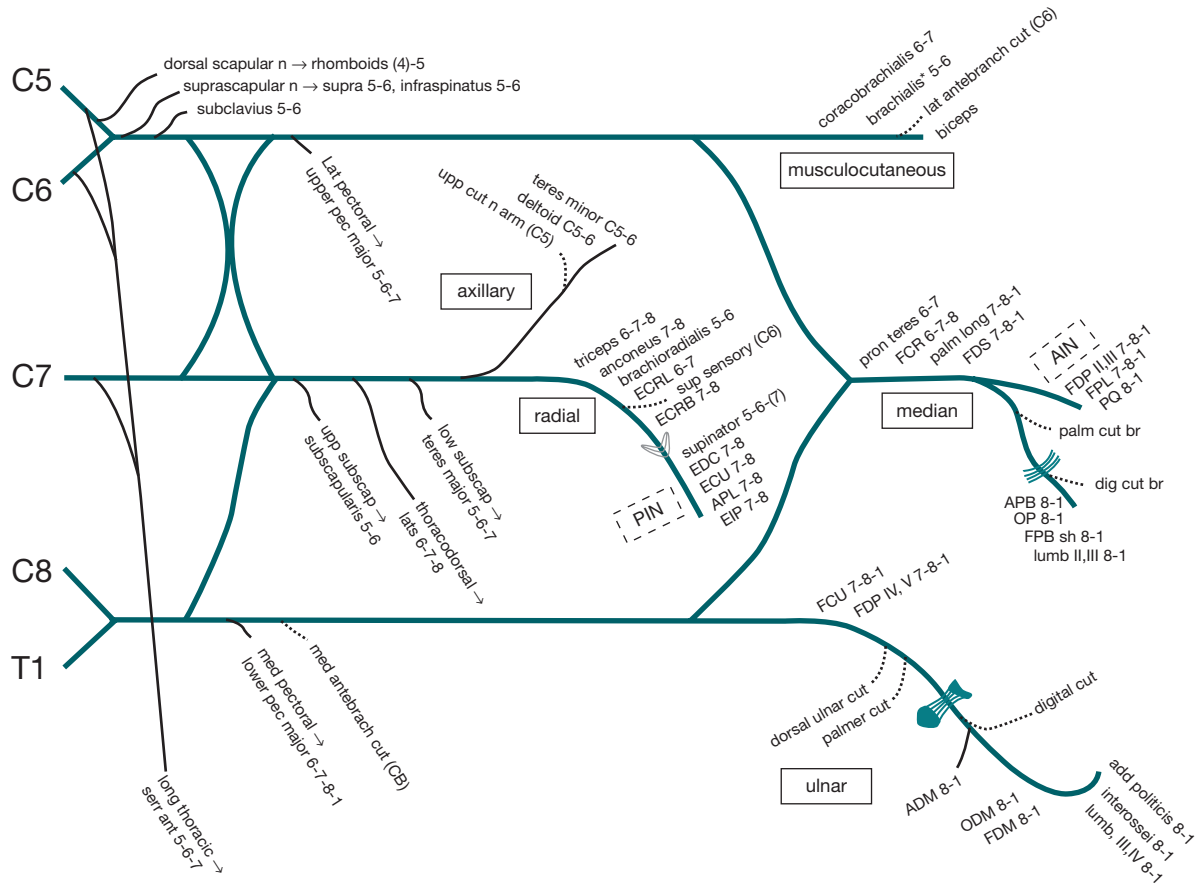 C5
C6
C7
C8
T1
dorsal scapular n → rhomboids (4)-5
suprascapular n → supra 5-6, infraspinatus 5-6
subclavius 5-6
Lat pectoral →
upper pec major 5-6-7
coracobrachialis 6-7
brachialis* 5-6
lat antebranch cut (C6)
biceps
musculocutaneous
upp cut n arm (C5)
deltoid C5-6
teres minor C5-6
axillary
triceps 6-7-8
anconeus 7-8
brachioradialis 5-6
ECRL 6-7
sup sensory (C6)
ECRB 7-8
radial
supinator 5-6-(7)
EDC 7-8
ECU 7-8
APL 7-8
EIP 7-8
PIN
upp subscap →
subscapularis 5-6
thoracodorsal →
lats 6-7-8
low subscap →
teres major 5-6-7
pron teres 6-7
FCR 6-7-8
palm long 7-8-1
FDS 7-8-1
median
AIN
FDP II,III 7-8-1
FPL 7-8-1
PQ 8-1
palm cut br
dig cut br
APB 8-1
OP 8-1
FPB sh 8-1
lumb II,III 8-1
FCU 7-8-1
FDP IV, V 7-8-1
med pectoral →
lower pec major 6-7-8-1
med antebrach cut (CB)
long thoracic →
serr ant 5-6-7
dorsal ulnar cut
palmer cut
ulnar
digital cut
ADM 8-1
ODM 8-1
FDM 8-1
add politicis 8-1
interossei 8-1
lumb, III,IV 8-1